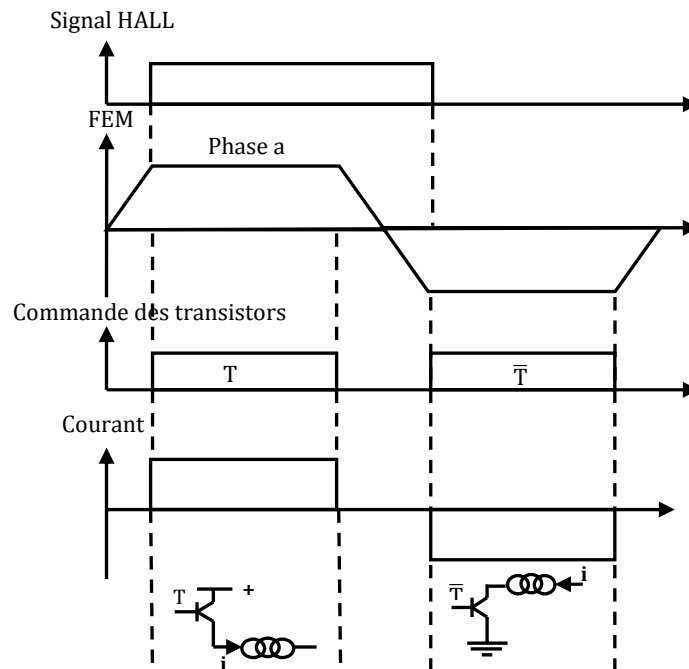 Signal HALL
FEM
Phase a
Commande des transistors
T
T̅
Courant
T
+
i
T̅
i